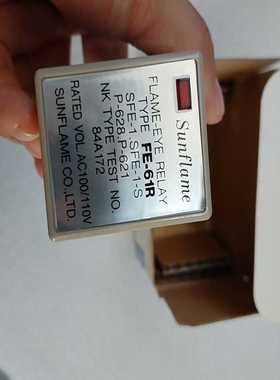 Sunflame
FLAME-EYE RELAY
TYPE FE-61R
SFE-1.SFE-1-S
P-628.P-621
NK TYPE TEST NO.
84A172
RATED VOL.AC100/110V
SUNFLAME CO.,LTD.